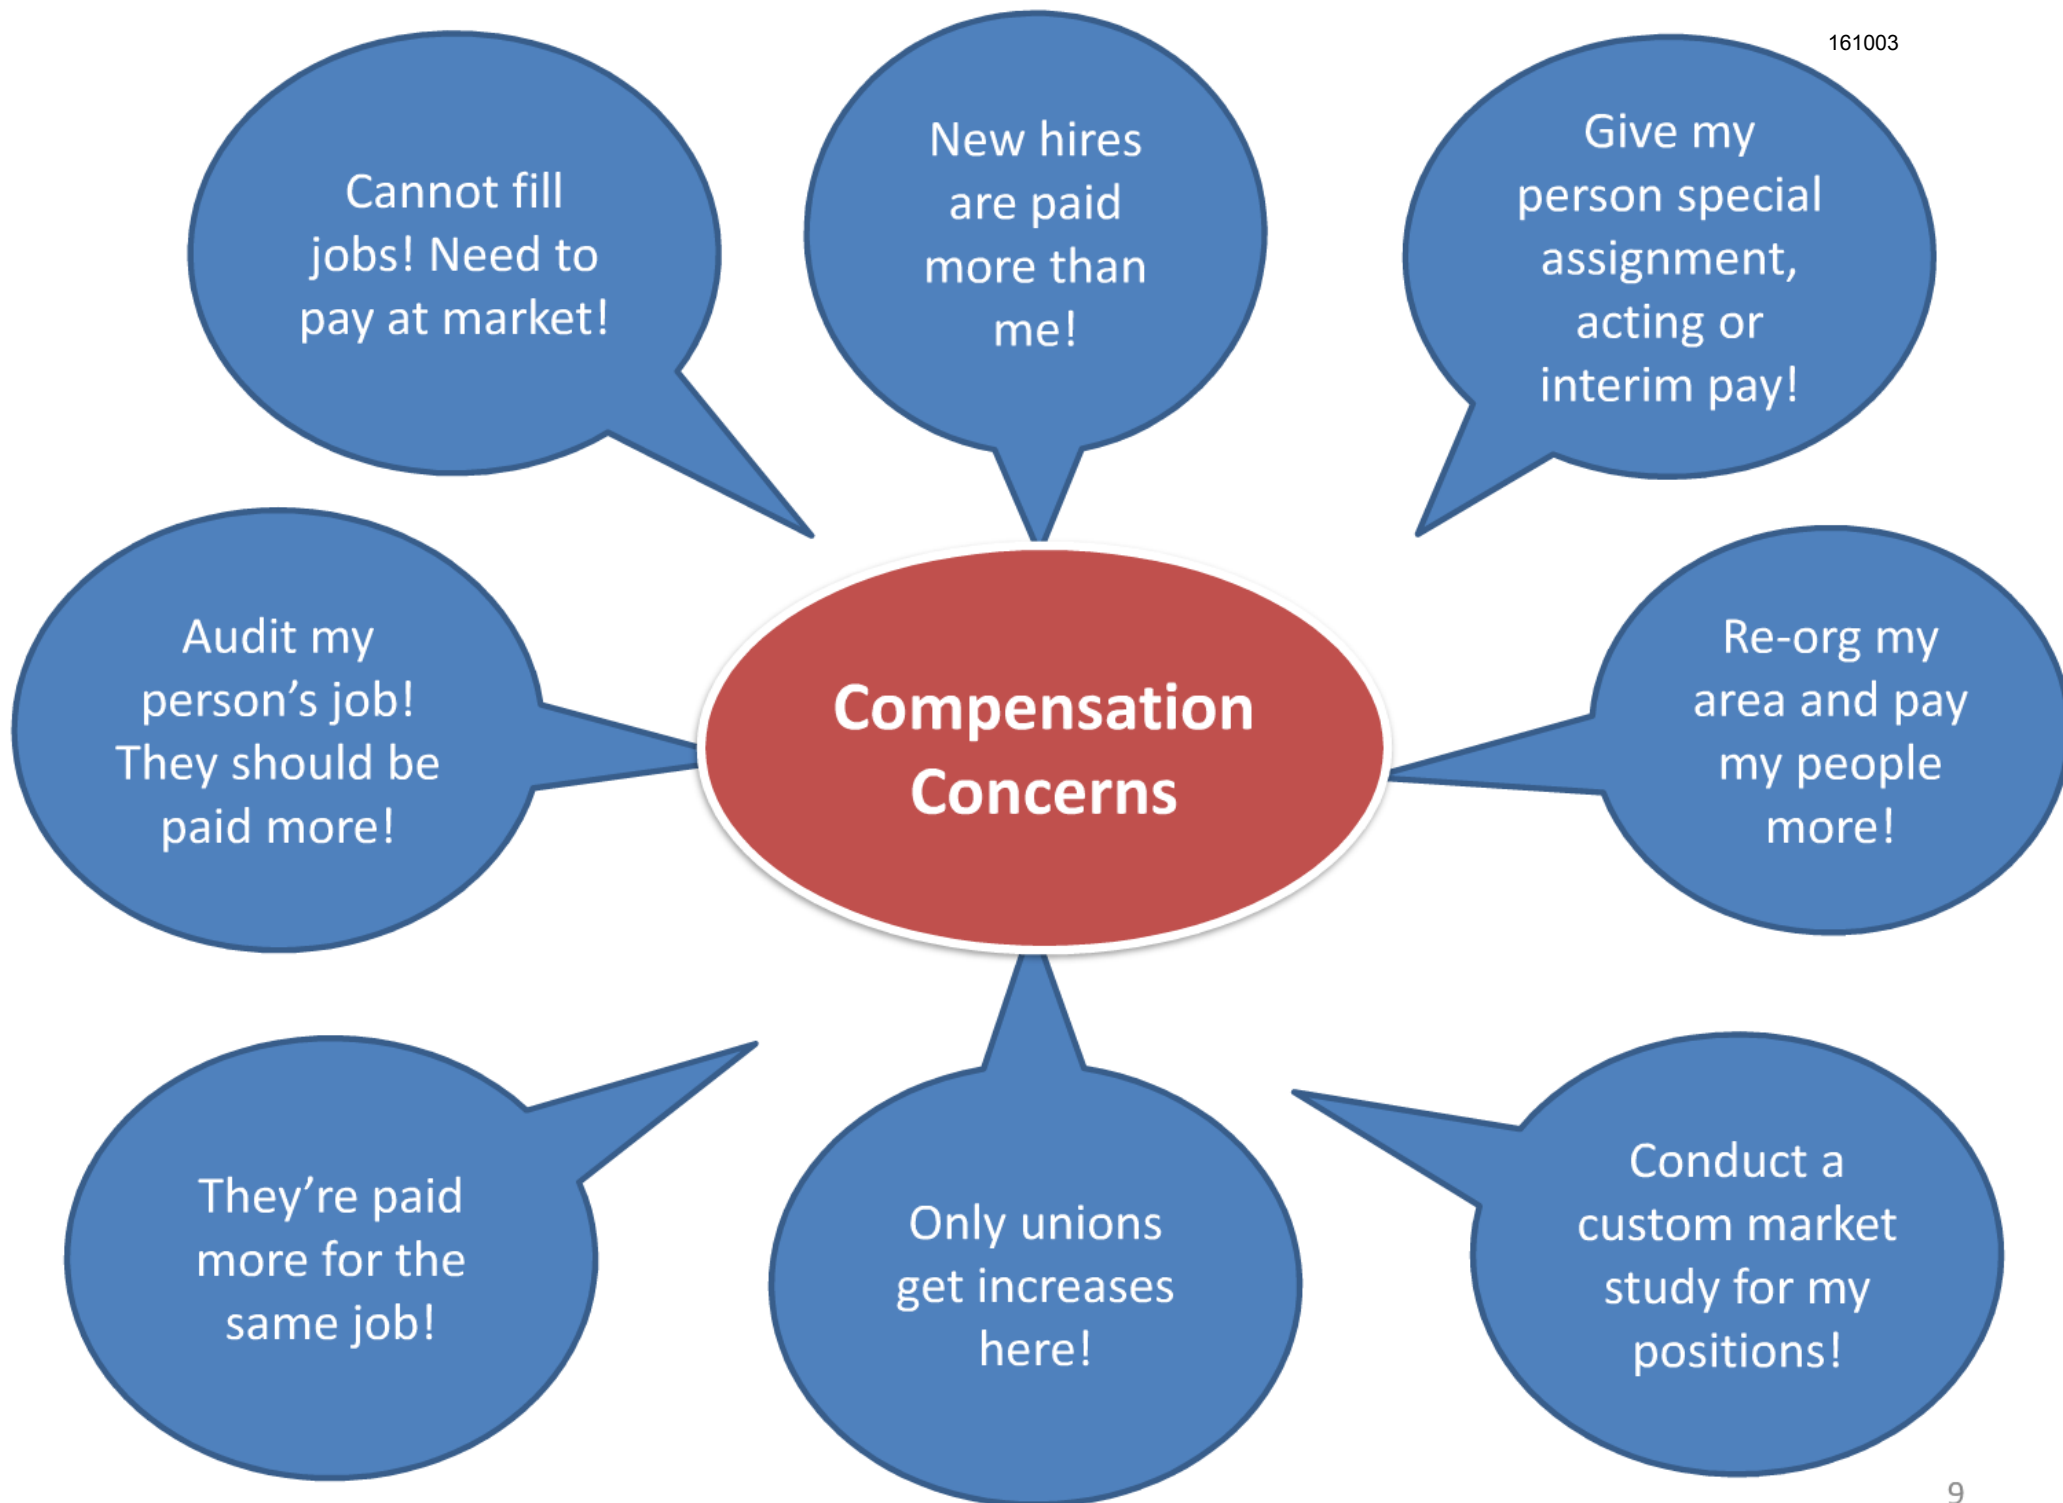 161003
Cannot fill
jobs! Need to
pay at market!
New hires
are paid
more than
me!
Give my
person special
assignment,
acting or
interim pay!
Audit my
person’s job!
They should be
paid more!
Compensation
Concerns
Re-org my
area and pay
my people
more!
They’re paid
more for the
same job!
Only unions
get increases
here!
Conduct a
custom market
study for my
positions!
9